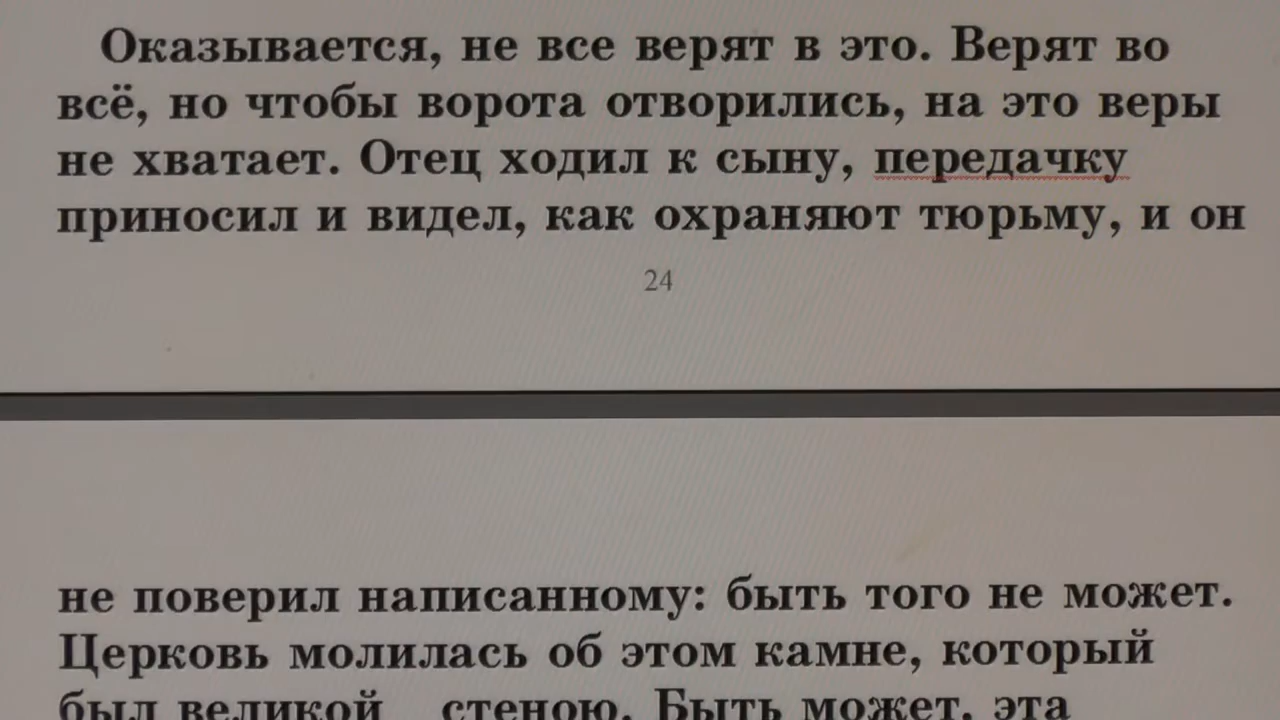 Оказывается, не все верят в это. Верят во
всё, но чтобы ворота отворились, на это веры
не хватает. Отец ходил к сыну, передачку
приносил и видел, как охраняют тюрьму, и он
24
не поверил написанному: быть того не может.
Церковь молилась об этом камне, который
был великой стеною. Быть может, эта